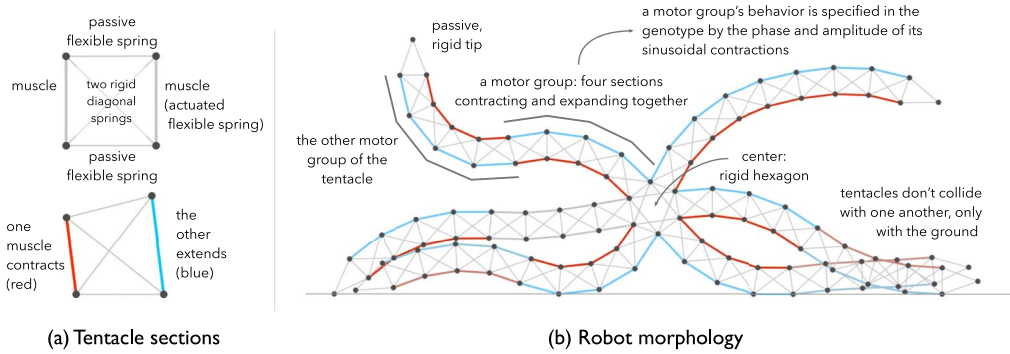 passive
flexible spring
muscle
two rigid
diagonal
springs
muscle
(actuated
flexible spring)
passive
flexible spring
one
muscle
contracts
(red)
the
other
extends
(blue)
(a) Tentacle sections
passive,
rigid tip
a motor group's behavior is specified in the
genotype by the phase and amplitude of its
sinusoidal contractions
a motor group: four sections
contracting and expanding together
the other motor
group of the
tentacle
center:
rigid hexagon
tentacles don't collide
with one another, only
with the ground
(b) Robot morphology